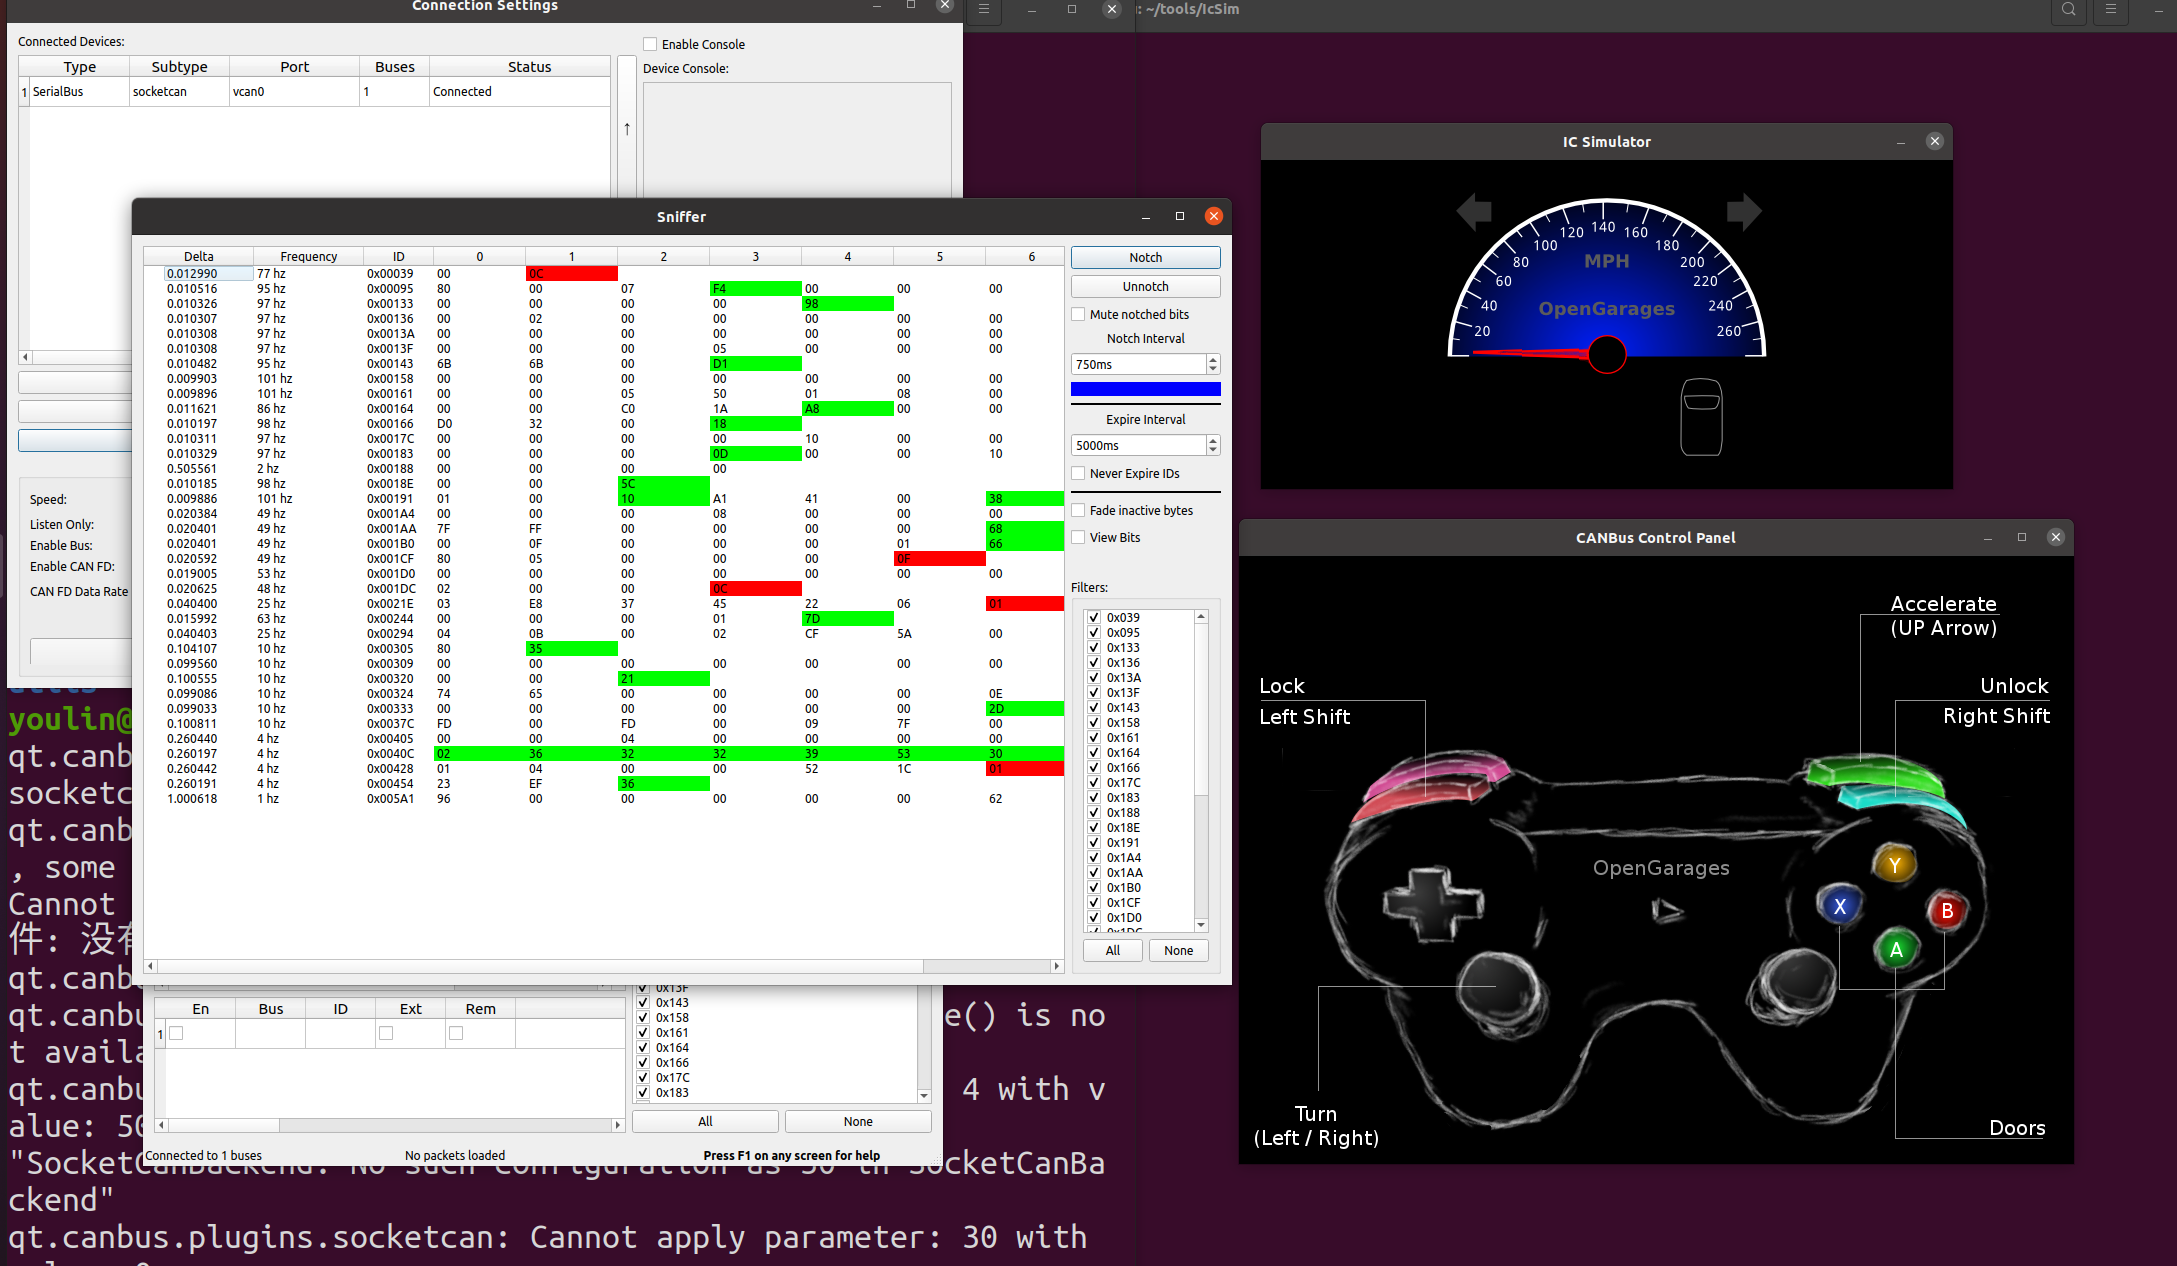 Connection Settings
: ~/tools/IcSim
Connected Devices:
Type Subtype Port Buses Status
1 SerialBus socketcan vcan0 1 Connected
Enable Console
Device Console:
↑
Speed:
Listen Only:
Enable Bus:
Enable CAN FD:
CAN FD Data Rate
Sniffer
Delta Frequency ID 0 1 2 3 4 5 6
0.012990 77 hz 0x00039 00 0C
0.010516 95 hz 0x00095 80 00 07 F4 00 00 00
0.010326 97 hz 0x00133 00 00 00 00 98
0.010307 97 hz 0x00136 00 02 00 00 00 00 00
0.010308 97 hz 0x0013A 00 00 00 00 00 00 00
0.010308 97 hz 0x0013F 00 00 00 05 00 00 00
0.010482 95 hz 0x00143 6B 6B 00 D1
0.009903 101 hz 0x00158 00 00 00 00 00 00 00
0.009896 101 hz 0x00161 00 00 05 50 01 08 00
0.011621 86 hz 0x00164 00 00 C0 1A A8 00 00
0.010197 98 hz 0x00166 D0 32 00 18
0.010311 97 hz 0x0017C 00 00 00 00 10 00 00
0.010329 97 hz 0x00183 00 00 00 0D 00 00 10
0.505561 2 hz 0x00188 00 00 00 00
0.010185 98 hz 0x0018E 00 00 5C
0.009886 101 hz 0x00191 01 00 10 A1 41 00 38
0.020384 49 hz 0x001A4 00 00 00 08 00 00 00
0.020401 49 hz 0x001AA 7F FF 00 00 00 00 68
0.020401 49 hz 0x001B0 00 0F 00 00 00 01 66
0.020592 49 hz 0x001CF 80 05 00 00 00 0F
0.019005 53 hz 0x001D0 00 00 00 00 00 00 00
0.020625 48 hz 0x001DC 02 00 00 0C
0.040400 25 hz 0x0021E 03 E8 37 45 22 06 01
0.015992 63 hz 0x00244 00 00 00 01 7D
0.040403 25 hz 0x00294 04 0B 00 02 CF 5A 00
0.104107 10 hz 0x00305 80 35
0.099560 10 hz 0x00309 00 00 00 00 00 00 00
0.100555 10 hz 0x00320 00 00 21
0.099086 10 hz 0x00324 74 65 00 00 00 00 0E
0.099033 10 hz 0x00333 00 00 00 00 00 00 2D
0.100811 10 hz 0x0037C FD 00 FD 00 09 7F 00
0.260440 4 hz 0x00405 00 00 04 00 00 00 00
0.260197 4 hz 0x0040C 02 36 32 32 39 53 30
0.260442 4 hz 0x00428 01 04 00 00 52 1C 01
0.260191 4 hz 0x00454 23 EF 36
1.000618 1 hz 0x005A1 96 00 00 00 00 00 62
Notch
Unnotch
Mute notched bits
Notch Interval
750ms
Expire Interval
5000ms
Never Expire IDs
Fade inactive bytes
View Bits
Filters:
0x039
0x095
0x133
0x136
0x13A
0x13F
0x143
0x158
0x161
0x164
0x166
0x17C
0x183
0x188
0x18E
0x191
0x1A4
0x1AA
0x1B0
0x1CF
0x1D0
0x1DC
All None
En Bus ID Ext Rem
1
0x13F
0x143
0x158
0x161
0x164
0x166
0x17C
0x183
All None
Connected to 1 buses No packets loaded Press F1 on any screen for help
youlin@
qt.canb
socketc
qt.canb
, some
Cannot
件: 没有
qt.canb
qt.canbu e() is no
t availa
qt.canbu 4 with v
alue: 50
"SocketCanBackend: No such configuration as 30 in SocketCanBa
ckend"
qt.canbus.plugins.socketcan: Cannot apply parameter: 30 with
IC Simulator
20 40 60 80 100 120 140 160 180 200 220 240 260
MPH
OpenGarages
CANBus Control Panel
Accelerate
(UP Arrow)
Lock
Left Shift
Unlock
Right Shift
OpenGarages
Y
X
B
A
Turn
(Left / Right)
Doors